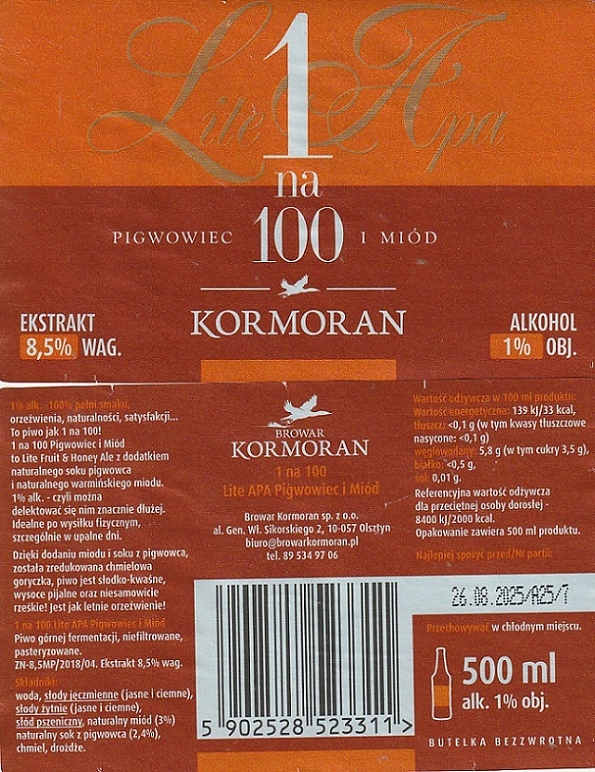 Lite Apa
1
na
100
PIGWOWIEC I MIÓD
KORMORAN
EKSTRAKT
8,5% WAG.
ALKOHOL
1% OBJ.
1% alk. -100% pełni smaku,
orzeźwienia, naturalności, satysfakcji...
To piwo jak 1 na 100!
1 na 100 Pigwowiec i Miód
to Lite Fruit & Honey Ale z dodatkiem
naturalnego soku pigwowca
i naturalnego warmińskiego miodu.
1% alk. - czyli można
delektować się nim znacznie dłużej.
Idealne po wysiłku fizycznym,
szczególnie w upalne dni.
Dzięki dodaniu miodu i soku z pigwowca,
została zredukowana chmielowa
goryczka, piwo jest słodko-kwaśne,
wysoce pijalne oraz niesamowicie
rześkie! Jest jak letnie orzeźwienie!
1 na 100 Lite APA Pigwowiec i Miód
Piwo górnej fermentacji, niefiltrowane,
pasteryzowane.
ZN-8,5MP/2018/04. Ekstrakt 8,5% wag.
Składniki:
woda, słody jęczmienne (jasne i ciemne),
słody żytnie (jasne i ciemne),
słód pszeniczny, naturalny miód (3%)
naturalny sok z pigwowca (2,4%),
chmiel, drożdże.
BROWAR
KORMORAN
1 na 100
Lite APA Pigwowiec i Miód
Browar Kormoran sp. z o.o.
al. Gen. Wł. Sikorskiego 2, 10-057 Olsztyn
biuro@browarkormoran.pl
tel. 89 534 97 06
5 902528 523311 >
Wartość odżywcza w 100 ml produktu:
Wartość energetyczna: 139 kJ/33 kcal,
tłuszcz: <0,1 g (w tym kwasy tłuszczowe
nasycone: <0,1 g)
węglowodany: 5,8 g (w tym cukry 3,5 g),
białko: <0,5 g,
sól: 0,01 g.
Referencyjna wartość odżywcza
dla przeciętnej osoby dorosłej -
8400 kJ/2000 kcal.
Opakowanie zawiera 500 ml produktu.
Najlepiej spożyć przed/Nr partii:
26.08.2025/A25/7
Przechowywać w chłodnym miejscu.
500 ml
alk. 1% obj.
BUTELKA BEZZWROTNA